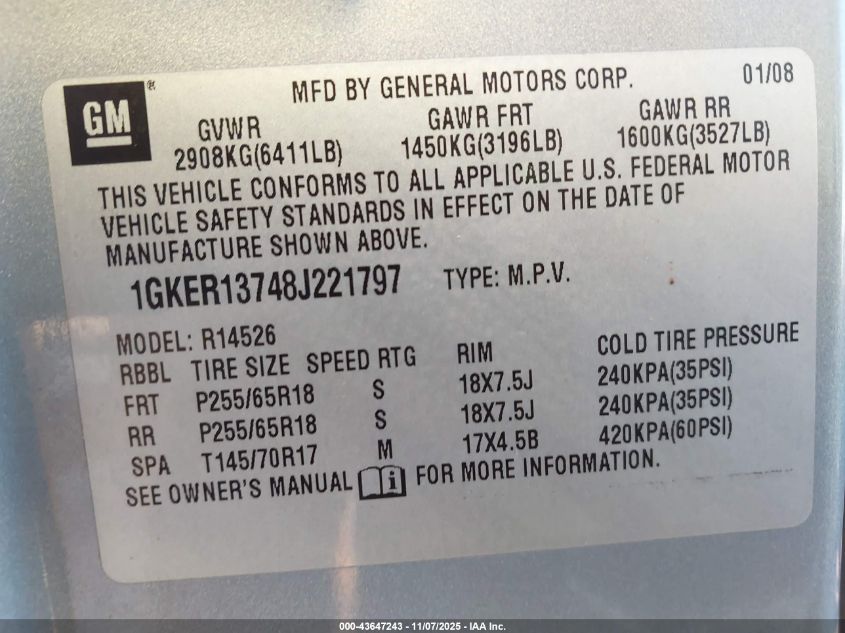 GM ® MFD BY GENERAL MOTORS CORP. 01/08
GVWR GAWR FRT GAWR RR
2908KG(6411LB) 1450KG(3196LB) 1600KG(3527LB)
THIS VEHICLE CONFORMS TO ALL APPLICABLE U.S. FEDERAL MOTOR
VEHICLE SAFETY STANDARDS IN EFFECT ON THE DATE OF
MANUFACTURE SHOWN ABOVE.
1GKER13748J221797 TYPE: M.P.V.
MODEL: R14526
RBBL TIRE SIZE SPEED RTG RIM COLD TIRE PRESSURE
FRT P255/65R18 S 18X7.5J 240KPA(35PSI)
RR P255/65R18 S 18X7.5J 240KPA(35PSI)
SPA T145/70R17 M 17X4.5B 420KPA(60PSI)
SEE OWNER'S MANUAL i FOR MORE INFORMATION.
000-43647243 - 11/07/2025 - IAA Inc.